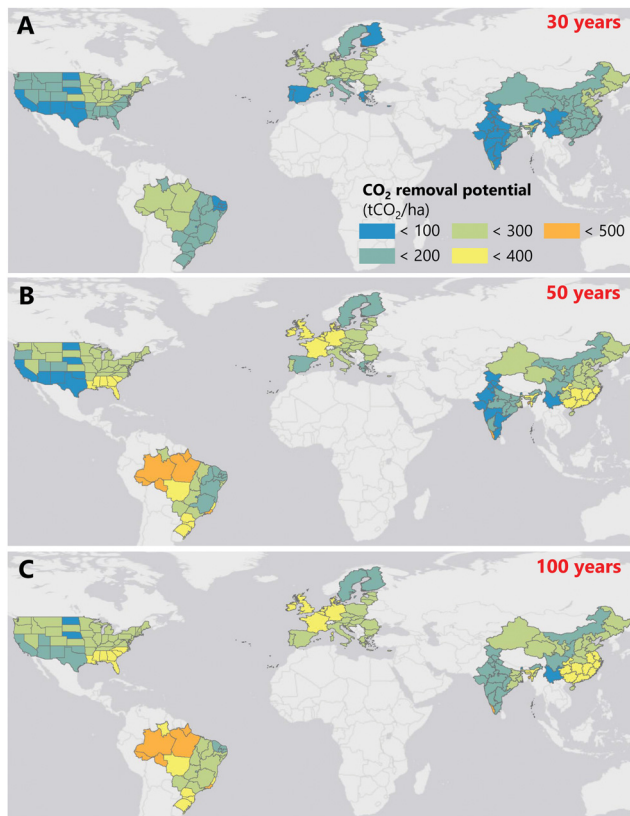 A
30 years
CO₂ removal potential
(tCO₂/ha)
< 100
< 300
< 500
< 200
< 400
B
50 years
C
100 years